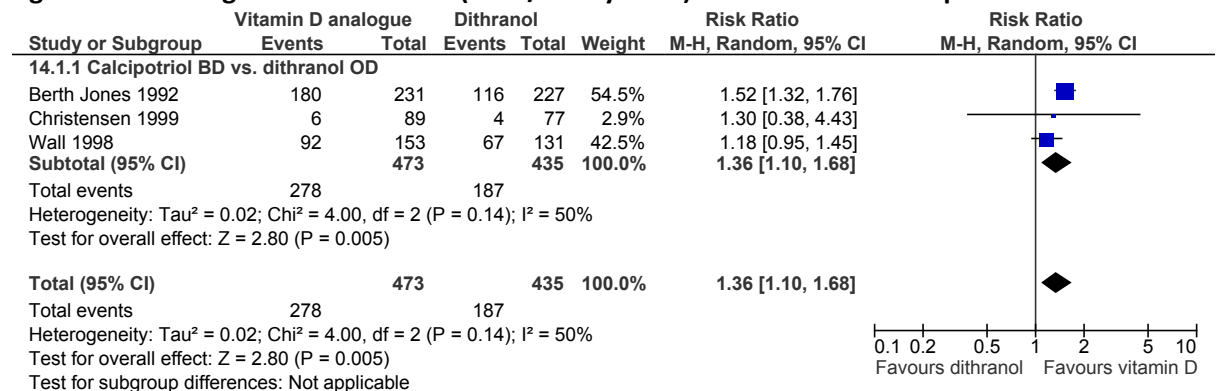 Vitamin D analogue Dithranol Risk Ratio Risk Ratio
Study or Subgroup Events Total Events Total Weight M-H, Random, 95% CI M-H, Random, 95% CI
14.1.1 Calcipotriol BD vs. dithranol OD
Berth Jones 1992 180 231 116 227 54.5% 1.52 [1.32, 1.76]
Christensen 1999 6 89 4 77 2.9% 1.30 [0.38, 4.43]
Wall 1998 92 153 67 131 42.5% 1.18 [0.95, 1.45]
Subtotal (95% CI) 473 435 100.0% 1.36 [1.10, 1.68]
Total events 278 187
Heterogeneity: Tau² = 0.02; Chi² = 4.00, df = 2 (P = 0.14); I² = 50%
Test for overall effect: Z = 2.80 (P = 0.005)
Total (95% CI) 473 435 100.0% 1.36 [1.10, 1.68]
Total events 278 187
Heterogeneity: Tau² = 0.02; Chi² = 4.00, df = 2 (P = 0.14); I² = 50%
Test for overall effect: Z = 2.80 (P = 0.005)
Test for subgroup differences: Not applicable
0.1 0.2 0.5 1 2 5 10
Favours dithranol Favours vitamin D